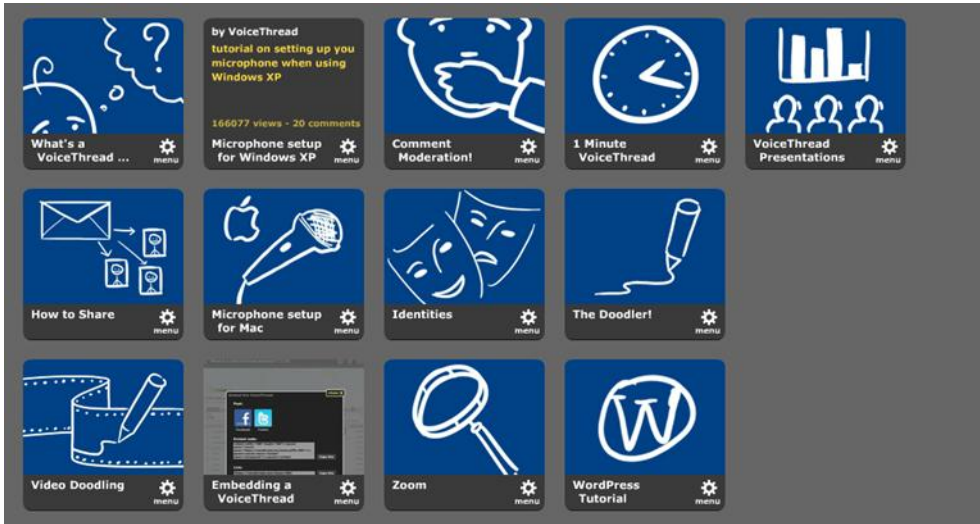 What's a
VoiceThread ...
menu
by VoiceThread
tutorial on setting up you
microphone when using
Windows XP
166077 views - 20 comments
Microphone setup
for Windows XP
menu
Comment
Moderation!
menu
1 Minute
VoiceThread
menu
VoiceThread
Presentations
menu
How to Share
menu
Microphone setup
for Mac
menu
Identities
menu
The Doodler!
menu
Video Doodling
menu
Embedding a
VoiceThread
menu
Zoom
menu
W
WordPress
Tutorial
menu